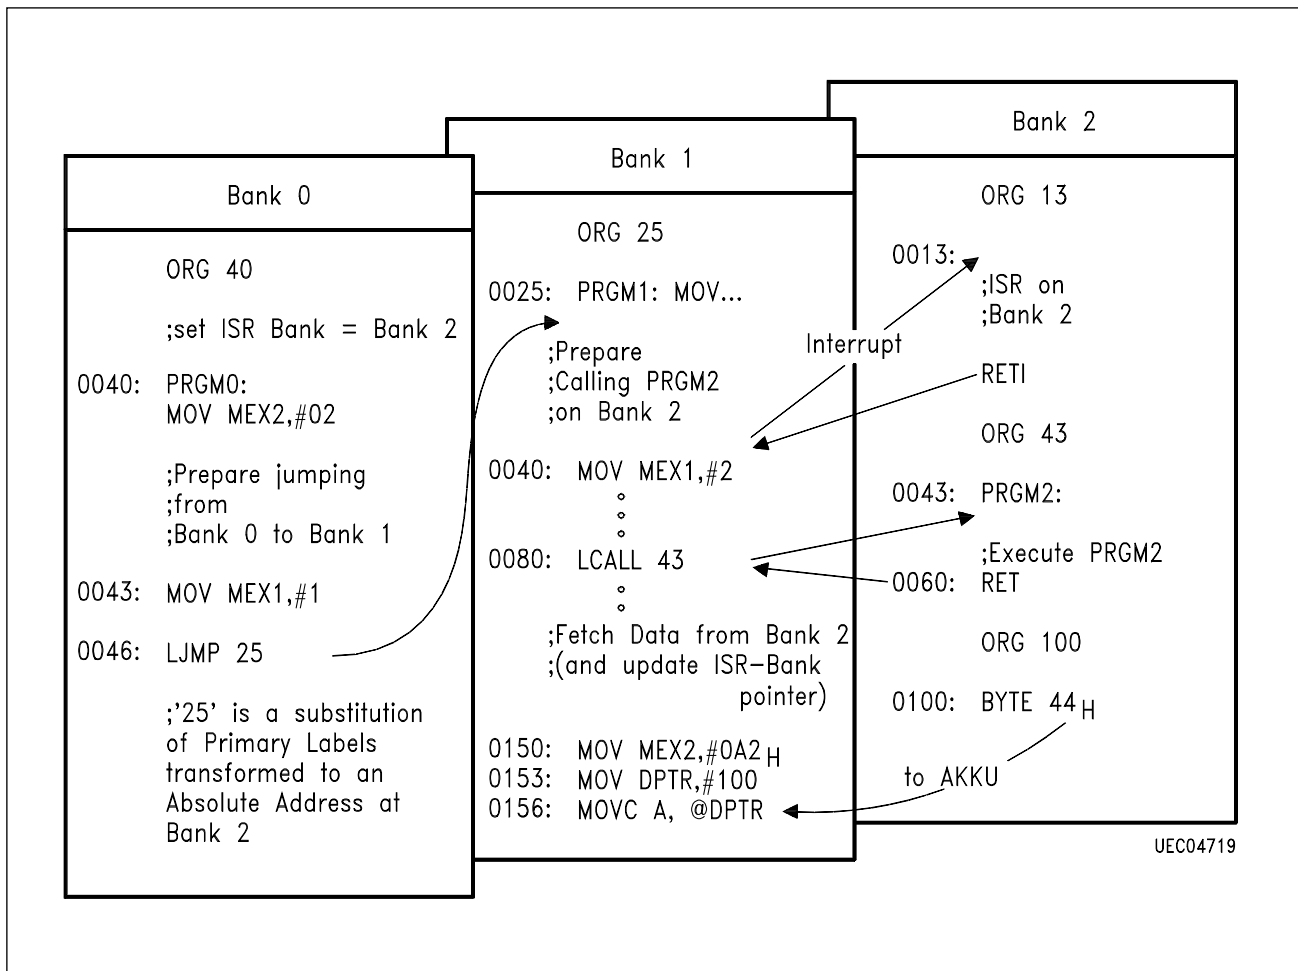 Bank 0
ORG 40
;set ISR Bank = Bank 2
0040: PRGM0:
MOV MEX2,#02
;Prepare jumping
;from
;Bank 0 to Bank 1
0043: MOV MEX1,#1
0046: LJMP 25
;'25' is a substitution
of Primary Labels
transformed to an
Absolute Address at
Bank 2
Bank 1
ORG 25
0025: PRGM1: MOV...
;Prepare
;Calling PRGM2
;on Bank 2
0040: MOV MEX1,#2
0080: LCALL 43
;Fetch Data from Bank 2
;(and update ISR-Bank
pointer)
0150: MOV MEX2,#0A2H
0153: MOV DPTR,#100
0156: MOVC A, @DPTR
Interrupt
Bank 2
ORG 13
0013:
;ISR on
;Bank 2
RETI
ORG 43
0043: PRGM2:
;Execute PRGM2
0060: RET
ORG 100
0100: BYTE 44H
to AKKU
UEC04719